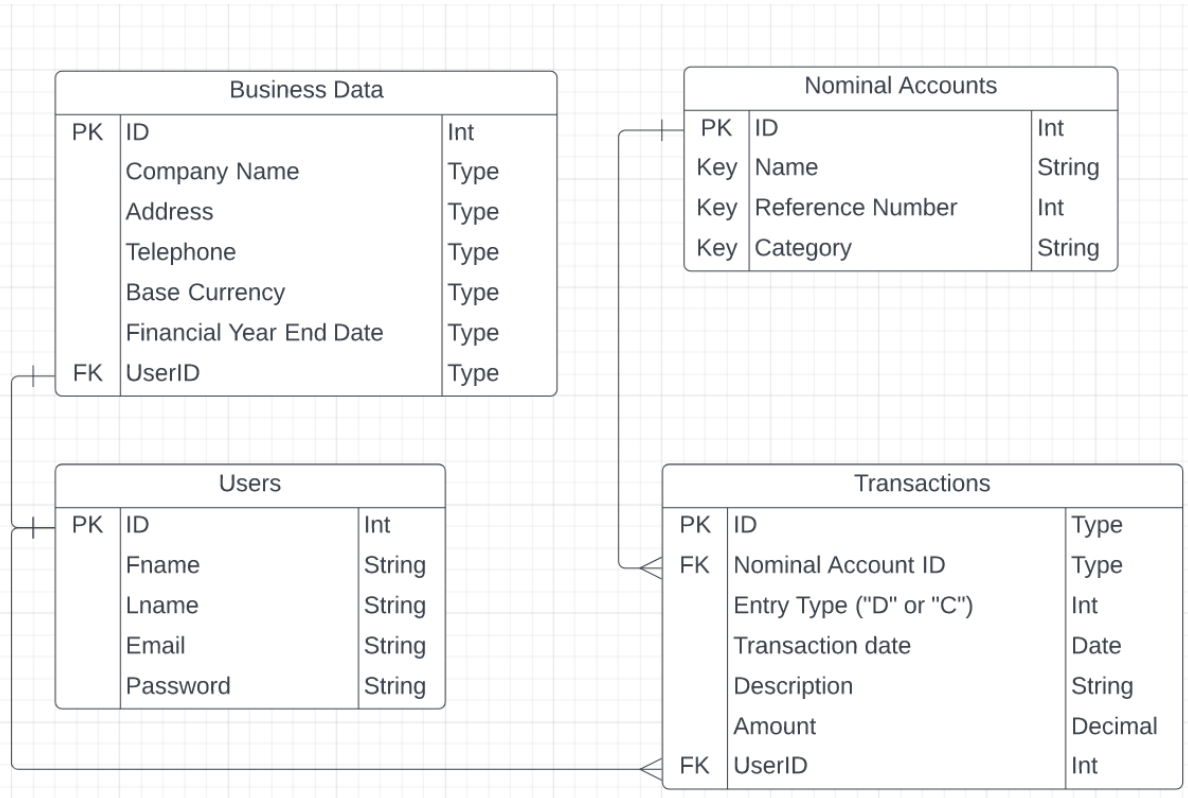 Business Data
PK ID Int
Company Name Type
Address Type
Telephone Type
Base Currency Type
Financial Year End Date Type
FK UserID Type
Nominal Accounts
PK ID Int
Key Name String
Key Reference Number Int
Key Category String
Users
PK ID Int
Fname String
Lname String
Email String
Password String
Transactions
PK ID Type
FK Nominal Account ID Type
Entry Type ("D" or "C") Int
Transaction date Date
Description String
Amount Decimal
FK UserID Int